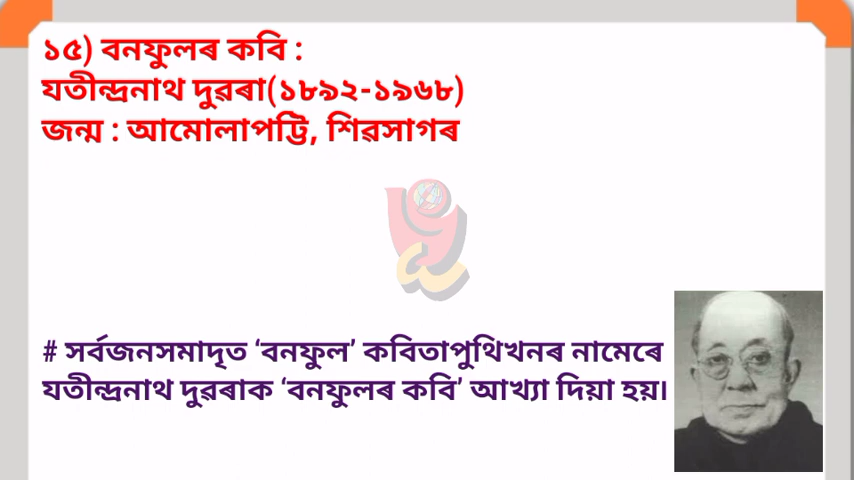 ১৫) বনফুলৰ কবি :
যতীন্দ্ৰনাথ দুৱৰা(১৮৯২-১৯৬৮)
জন্ম : আমোলাপট্টি, শিৱসাগৰ
# সৰ্বজনসমাদৃত ‘বনফুল’ কবিতাপুথিখনৰ নামেৰে
যতীন্দ্ৰনাথ দুৱৰাক ‘বনফুলৰ কবি’ আখ্যা দিয়া হয়।